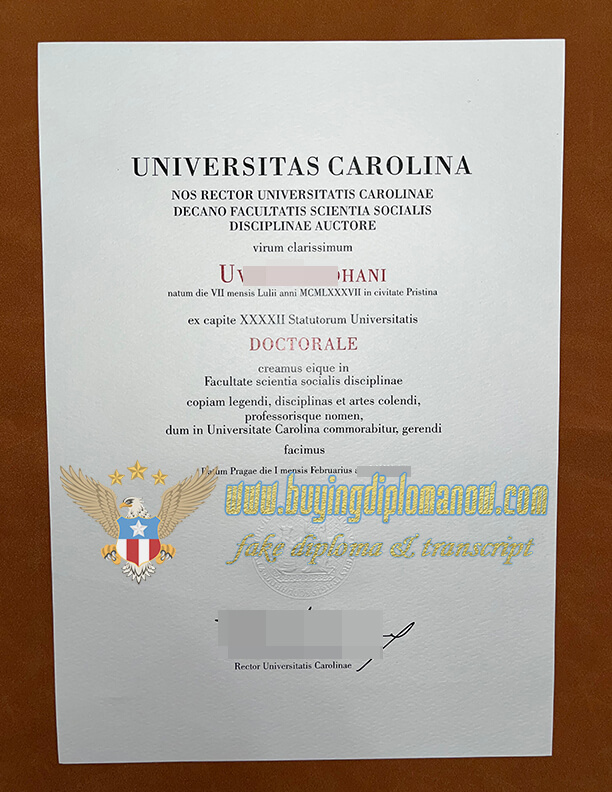 UNIVERSITAS CAROLINA
NOS RECTOR UNIVERSITATIS CAROLINAE
DECANO FACULTATIS SCIENTIA SOCIALIS
DISCIPLINAE AUCTORE
virum clarissimum
natum die VII mensis Lulii anni MCMLXXXVII in civitate Pristina
ex capite XXXXII Statutorum Universitatis
DOCTORALE
creamus eique in
Facultate scientia socialis disciplinae
copiam legendi, disciplinas et artes colendi,
professorisque nomen,
dum in Universitate Carolina commorabitur, gerendi
facimus
Pragae die I mensis Februarius
www.buyingdiplomanow.com
fake diploma & transcript
Rector Universitatis Carolinae